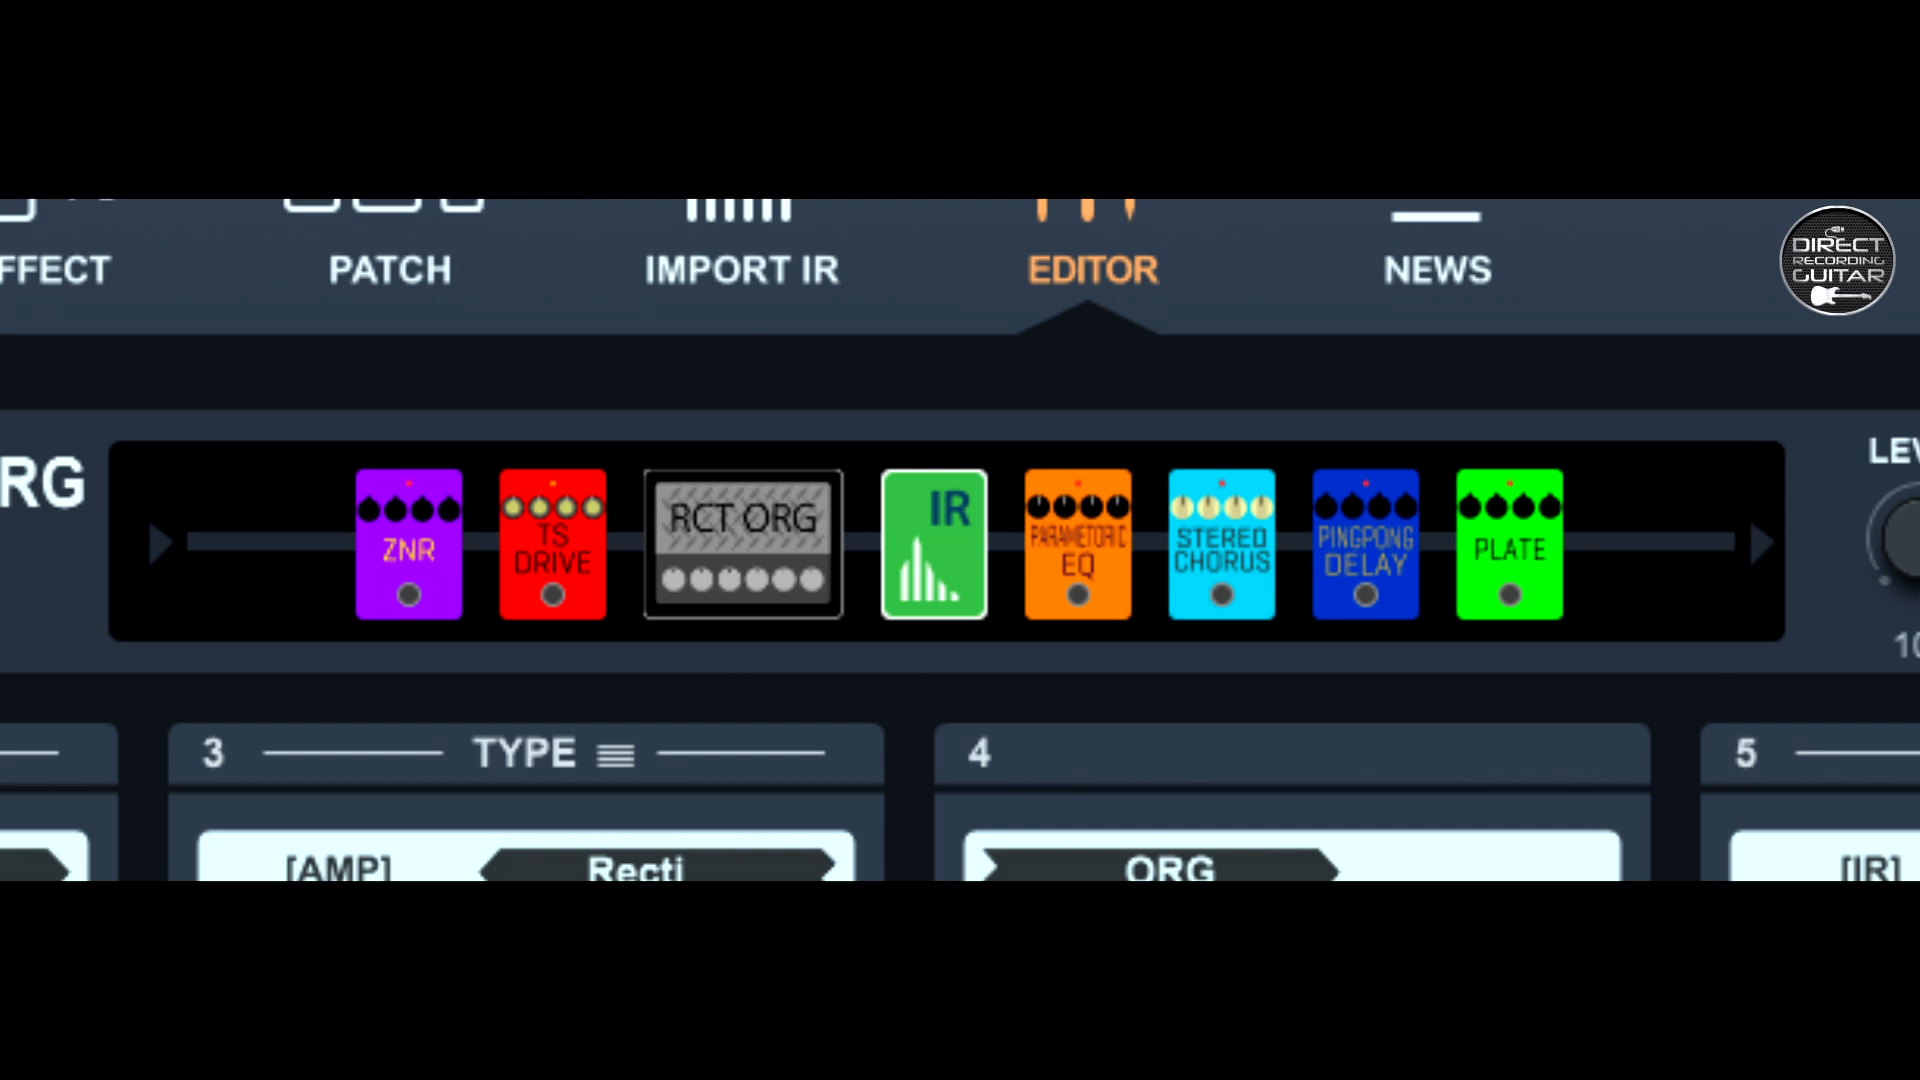 FFECT
PATCH
IMPORT IR
EDITOR
NEWS
DIRECT
RECORDING
GUITAR
RG
ZNR
TS
DRIVE
RCT ORG
IR
PARAMETORIC
EQ
STEREO
CHORUS
PINGPONG
DELAY
PLATE
LEV
10
3 TYPE
4
5
[AMP] Recti
ORG
[IR]